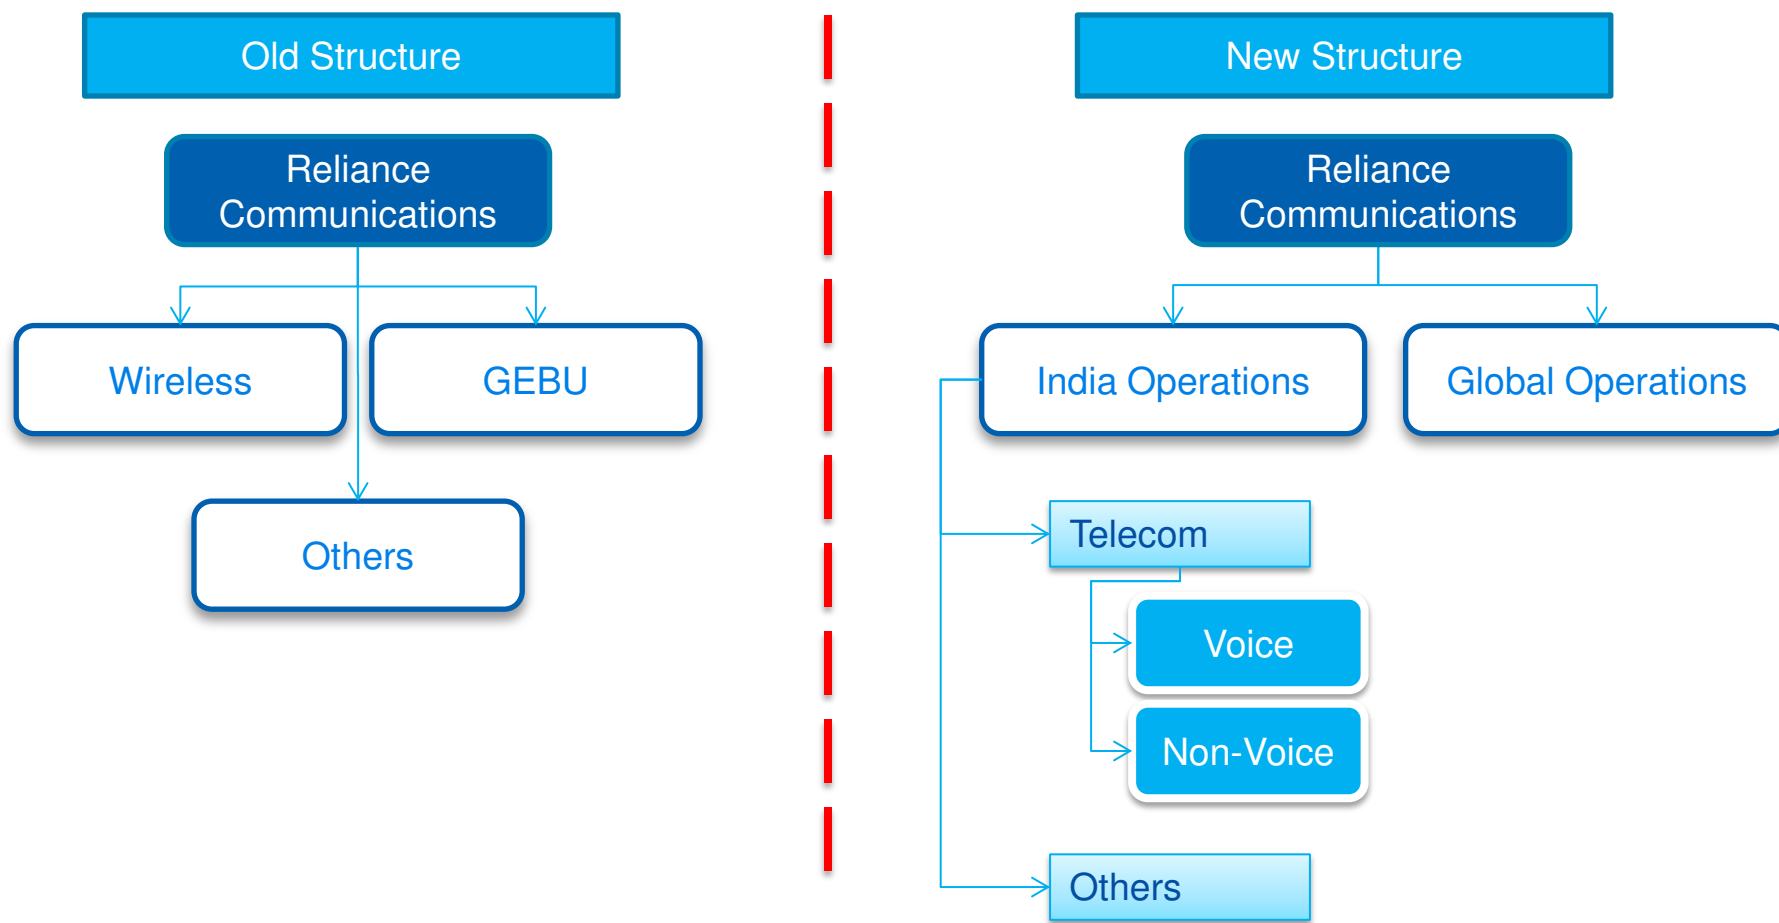 Old Structure
Reliance
Communications
Wireless
GEBU
Others
New Structure
Reliance
Communications
India Operations
Global Operations
Telecom
Voice
Non-Voice
Others